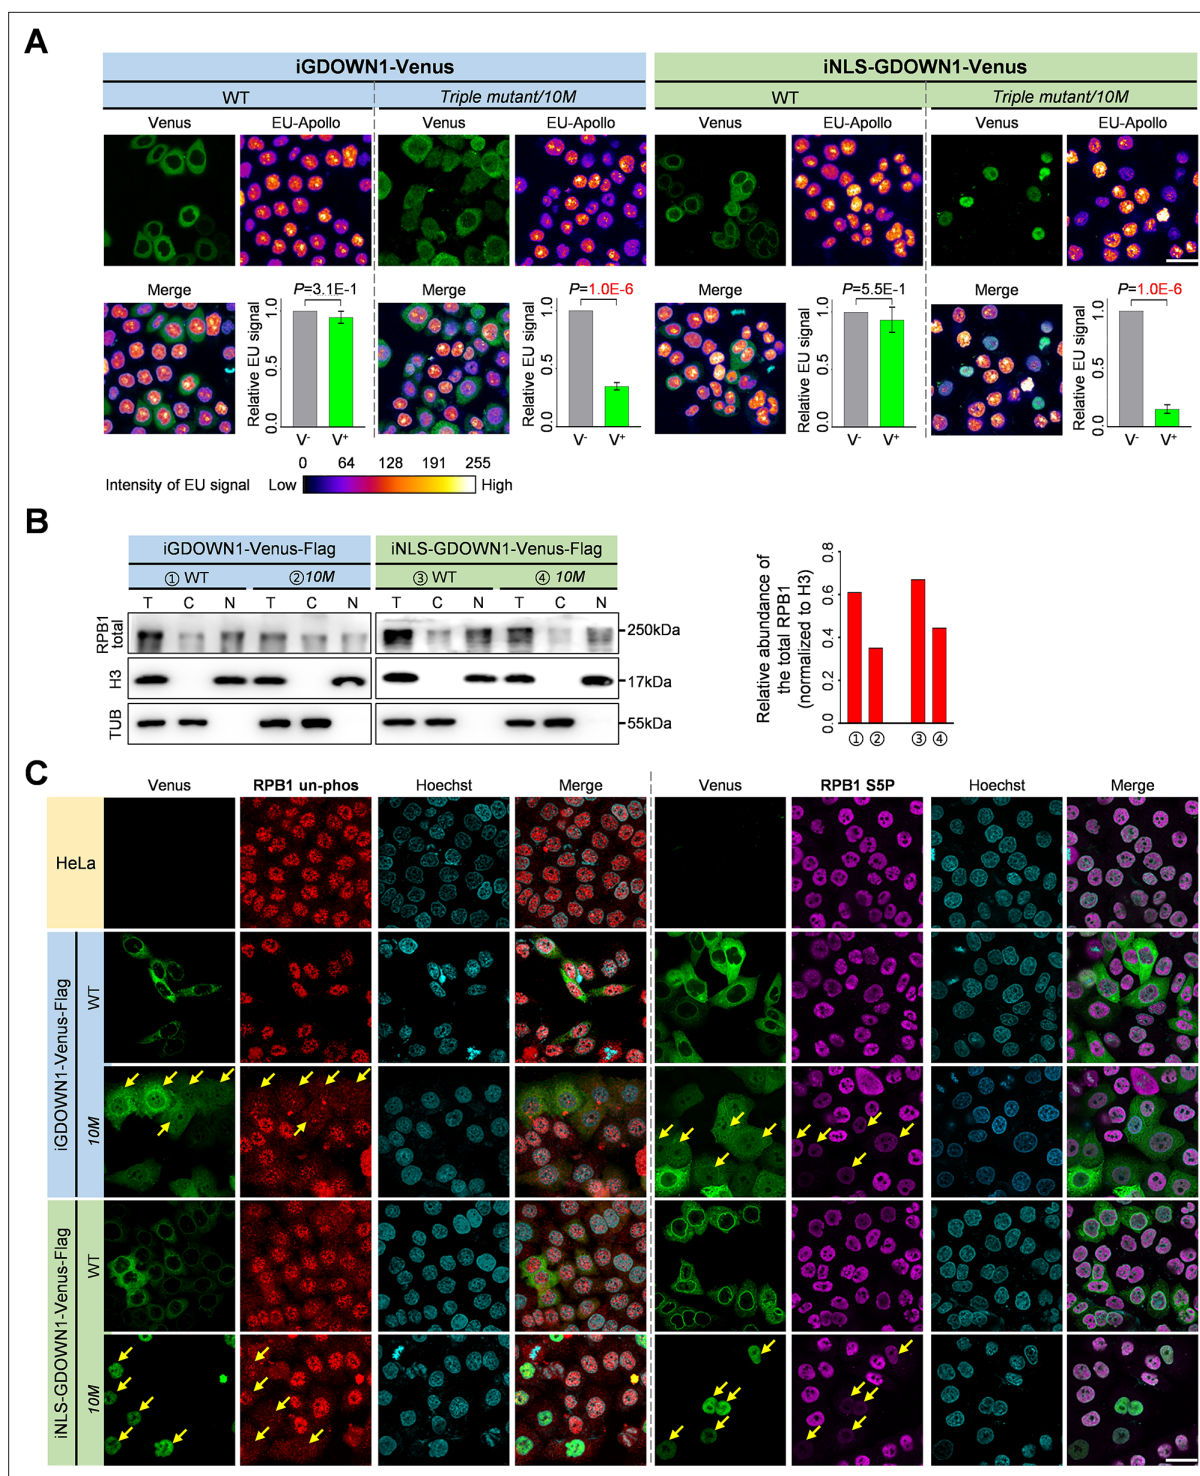 A
iGDOWN1-Venus
iNLS-GDOWN1-Venus
WT
Triple mutant/10M
WT
Triple mutant/10M
Venus
EU-Apollo
Venus
EU-Apollo
Venus
EU-Apollo
Venus
EU-Apollo
Merge
P=3.1E-1
Relative EU signal
1.0
0.5
0.0
V-
V+
Merge
P=1.0E-6
Relative EU signal
1.0
0.5
0.0
V-
V+
Merge
P=5.5E-1
Relative EU signal
1.0
0.5
0.0
V-
V+
Merge
P=1.0E-6
Relative EU signal
1.0
0.5
0.0
V-
V+
0 64 128 191 255
Intensity of EU signal Low High
B
iGDOWN1-Venus-Flag
iNLS-GDOWN1-Venus-Flag
① WT
②10M
③ WT
④ 10M
T C N T C N T C N T C N
RPB1
total
250kDa
H3
17kDa
TUB
55kDa
Relative abundance of
the total RPB1
(normalized to H3)
0.8
0.6
0.4
0.2
0.0
① ② ③ ④
C
Venus RPB1 un-phos Hoechst Merge Venus RPB1 S5P Hoechst Merge
HeLa
iGDOWN1-Venus-Flag
WT
10M
iNLS-GDOWN1-Venus-Flag
WT
10M